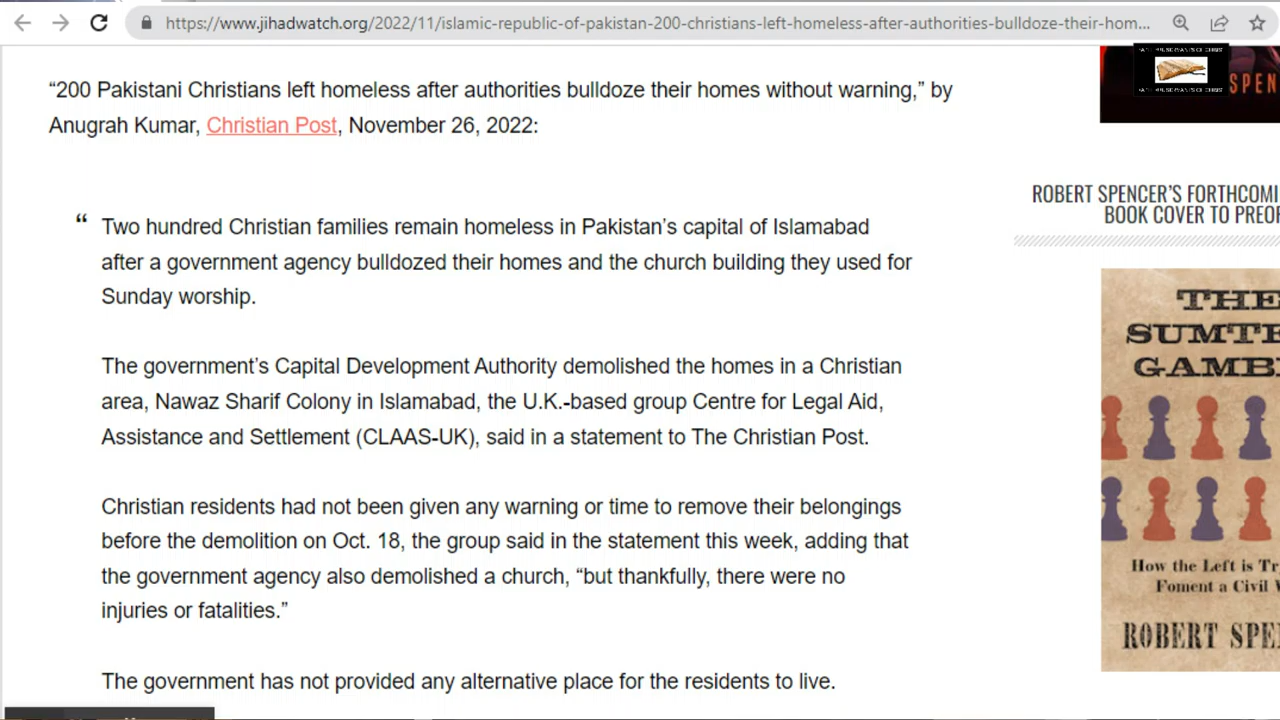 https://www.jihadwatch.org/2022/11/islamic-republic-of-pakistan-200-christians-left-homeless-after-authorities-bulldoze-their-hom...
“200 Pakistani Christians left homeless after authorities bulldoze their homes without warning,” by
Anugrah Kumar, Christian Post, November 26, 2022:
“ Two hundred Christian families remain homeless in Pakistan’s capital of Islamabad
after a government agency bulldozed their homes and the church building they used for
Sunday worship.
The government’s Capital Development Authority demolished the homes in a Christian
area, Nawaz Sharif Colony in Islamabad, the U.K.-based group Centre for Legal Aid,
Assistance and Settlement (CLAAS-UK), said in a statement to The Christian Post.
Christian residents had not been given any warning or time to remove their belongings
before the demolition on Oct. 18, the group said in the statement this week, adding that
the government agency also demolished a church, “but thankfully, there were no
injuries or fatalities.”
The government has not provided any alternative place for the residents to live.
SPEN
ROBERT SPENCER’S FORTHCOMI
BOOK COVER TO PREO
THE
SUMTE
GAMB
How the Left is Tr
Foment a Civil
ROBERT SPE